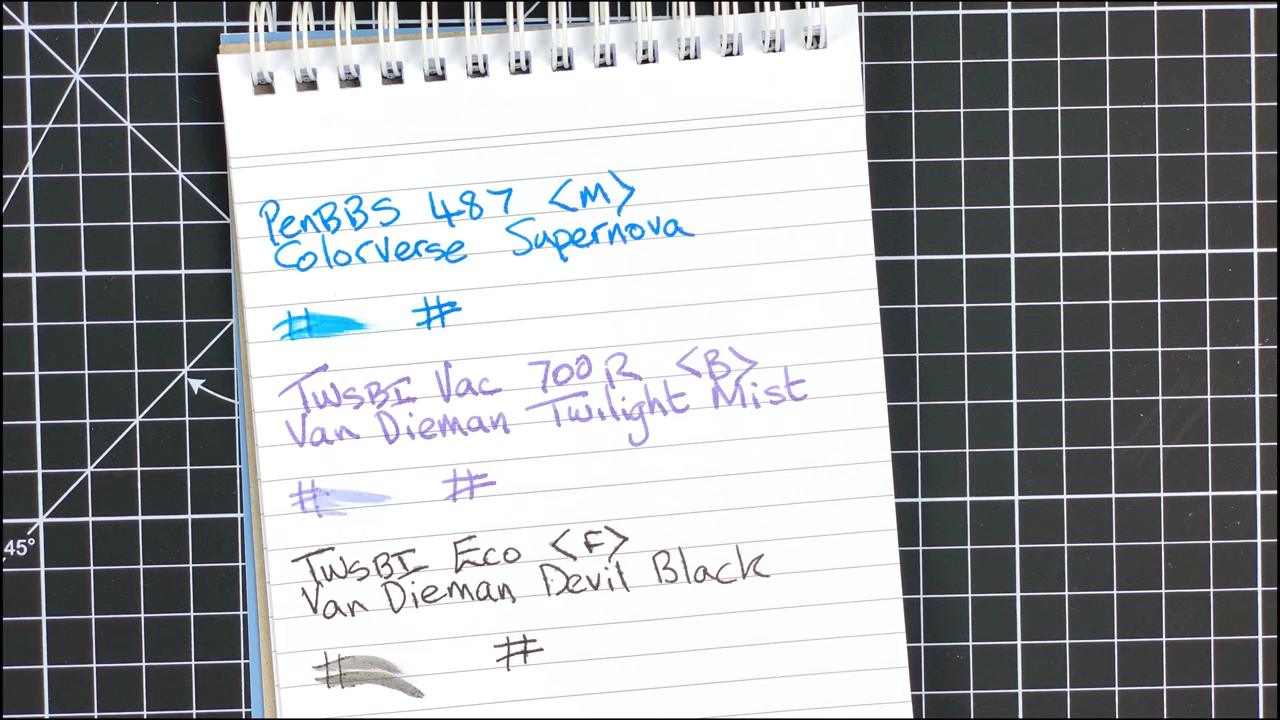 PenBBS 487 <M>
Colorverse Supernova
# #
TWSBI Vac 700R <B>
Van Dieman Twilight Mist
# #
TWSBI Eco <F>
Van Dieman Devil Black
# #
45°